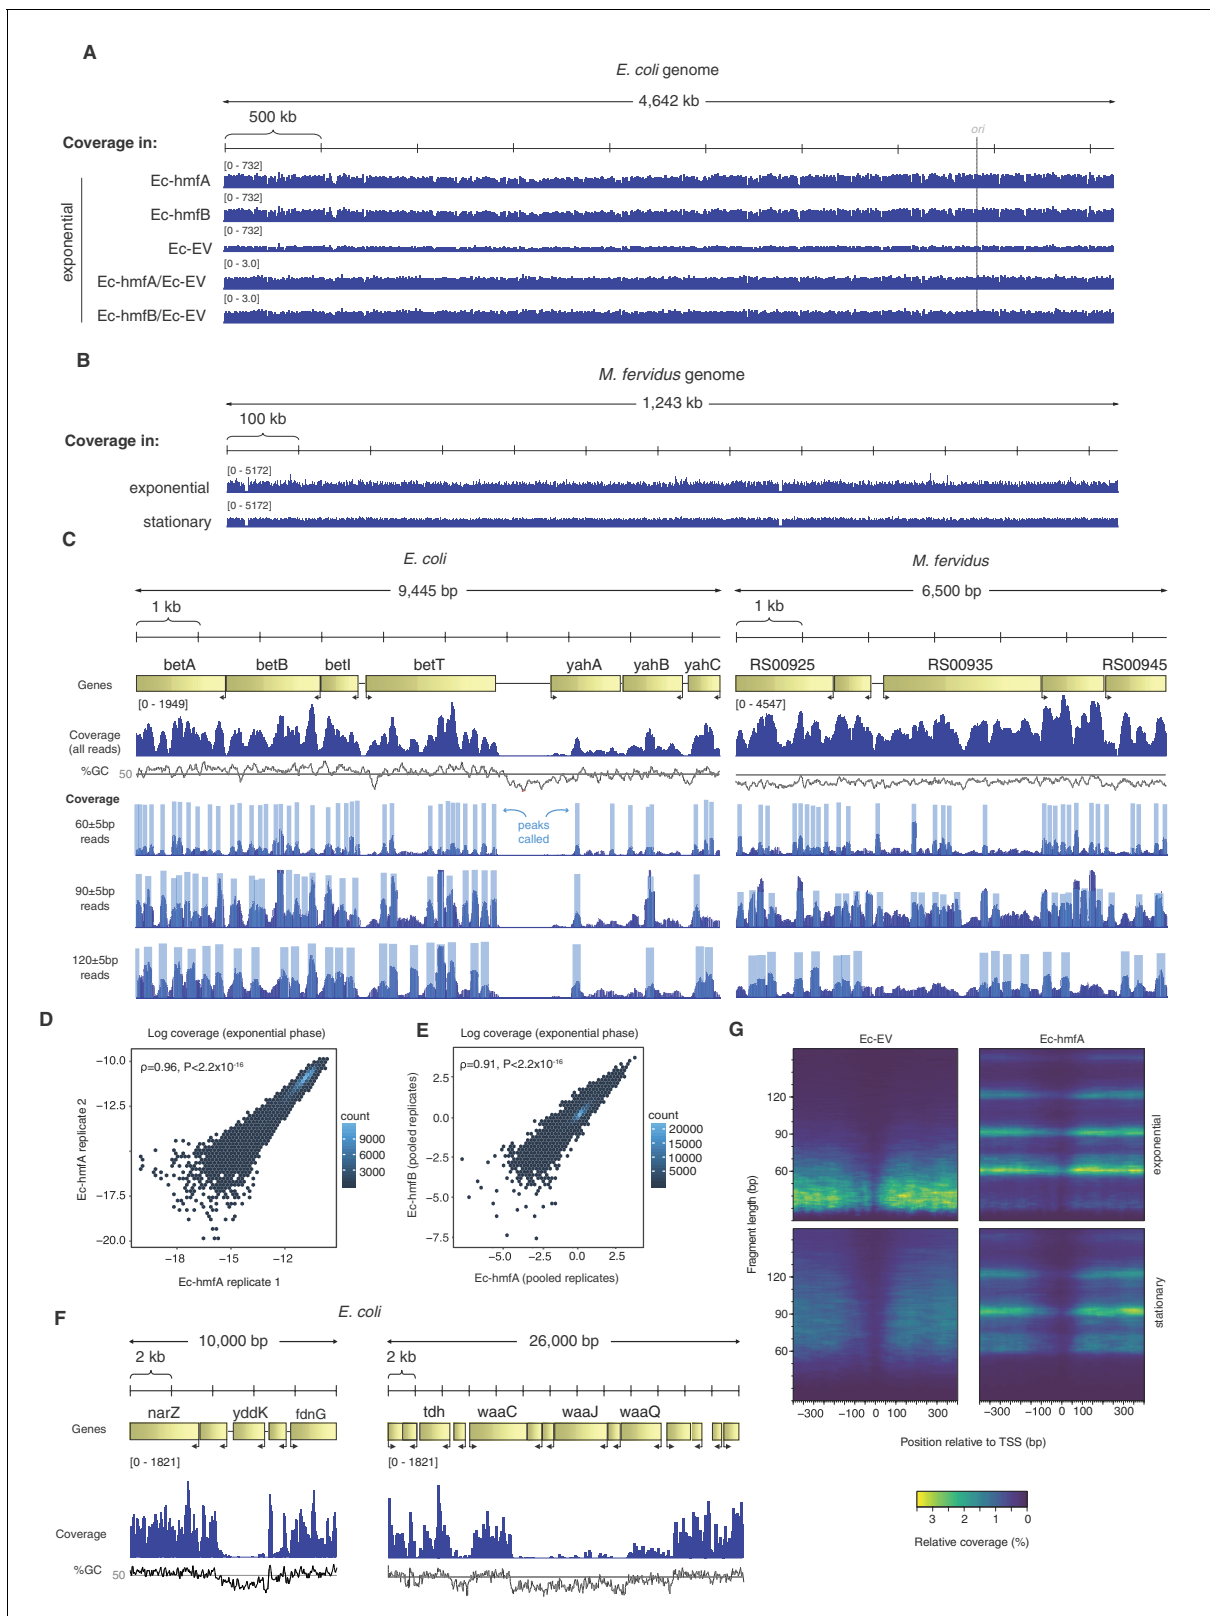 A
E. coli genome
4,642 kb
500 kb
ori
Coverage in:
[0 - 732]
Ec-hmfA
[0 - 732]
Ec-hmfB
[0 - 732]
Ec-EV
[0 - 3.0]
Ec-hmfA/Ec-EV
[0 - 3.0]
Ec-hmfB/Ec-EV
exponential
B
M. fervidus genome
1,243 kb
100 kb
Coverage in:
[0 - 5172]
exponential
[0 - 5172]
stationary
C
E. coli
M. fervidus
9,445 bp
6,500 bp
1 kb
1 kb
betA betB betI betT yahA yahB yahC
RS00925 RS00935 RS00945
Genes
[0 - 1949]
[0 - 4547]
Coverage
(all reads)
%GC
50
Coverage
60±5bp
reads
peaks
called
90±5bp
reads
120±5bp
reads
D
Log coverage (exponential phase)
ρ=0.96, P<2.2x10⁻¹⁶
−10.0
−12.5
−17.5
−20.0
Ec-hmfA replicate 2
−18 −15 −12
Ec-hmfA replicate 1
count
9000
6000
3000
E
Log coverage (exponential phase)
ρ=0.91, P<2.2x10⁻¹⁶
2.5
0.0
−2.5
−5.0
−7.5
Ec-hmfB (pooled replicates)
−5.0 −2.5 0.0 2.5
Ec-hmfA (pooled replicates)
count
20000
15000
10000
5000
G
Ec-EV
Ec-hmfA
120
90
60
exponential
120
90
60
stationary
Fragment length (bp)
−300 −100 0 100 300
−300 −100 0 100 300
Position relative to TSS (bp)
3 2 1 0
Relative coverage (%)
F
E. coli
10,000 bp
26,000 bp
2 kb
2 kb
Genes
narZ yddK fdnG
tdh waaC waaJ waaQ
[0 - 1821]
[0 - 1821]
Coverage
%GC
50